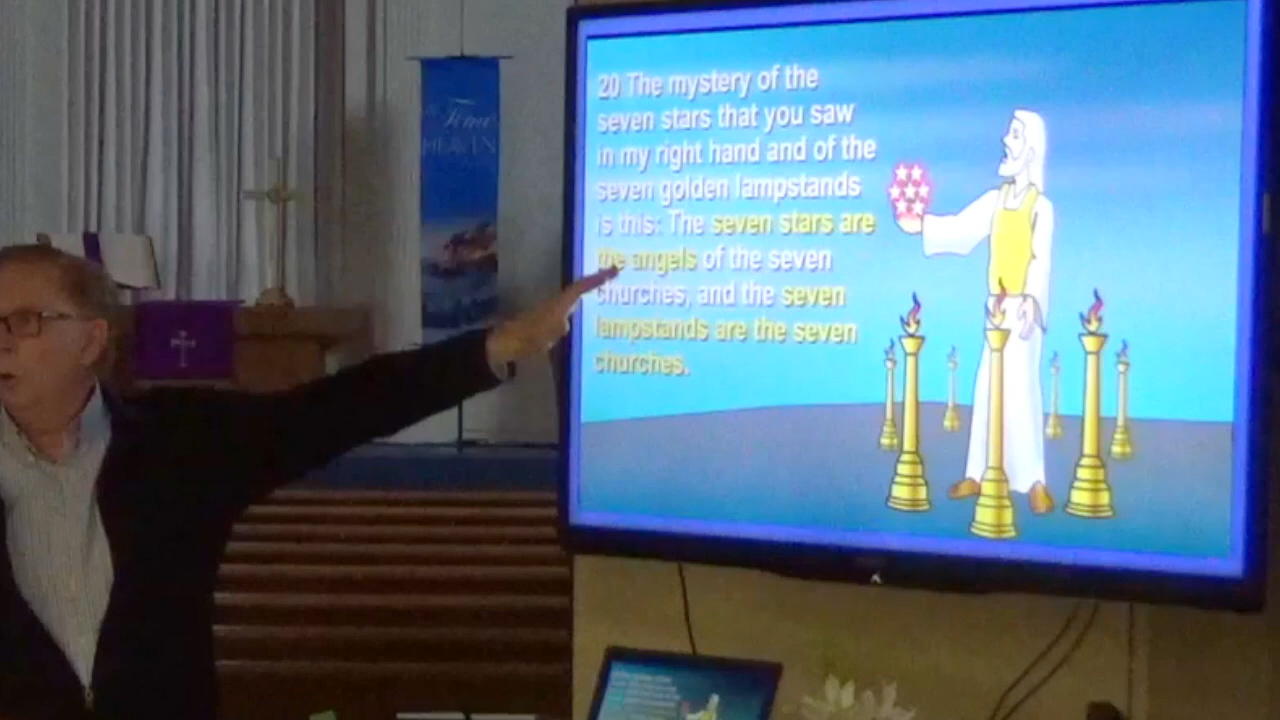 Time
HEAVEN
20 The mystery of the
seven stars that you saw
in my right hand and of the
seven golden lampstands
is this: The seven stars are
the angels of the seven
churches, and the seven
lampstands are the seven
churches.